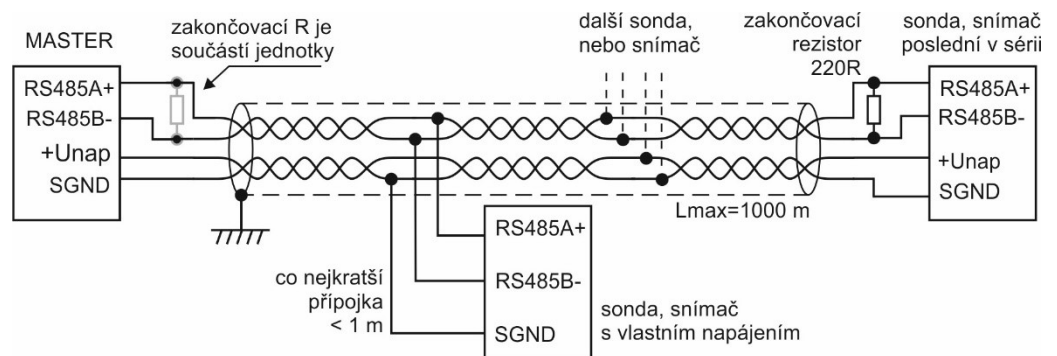 MASTER
RS485A+
RS485B-
+Unap
SGND
zakončovací R je
součástí jednotky
další sonda,
nebo snímač
zakončovací
rezistor
220R
sonda, snímač
poslední v sérii
RS485A+
RS485B-
+Unap
SGND
Lmax=1000 m
co nejkratší
přípojka
< 1 m
RS485A+
RS485B-
SGND
sonda, snímač
s vlastním napájením